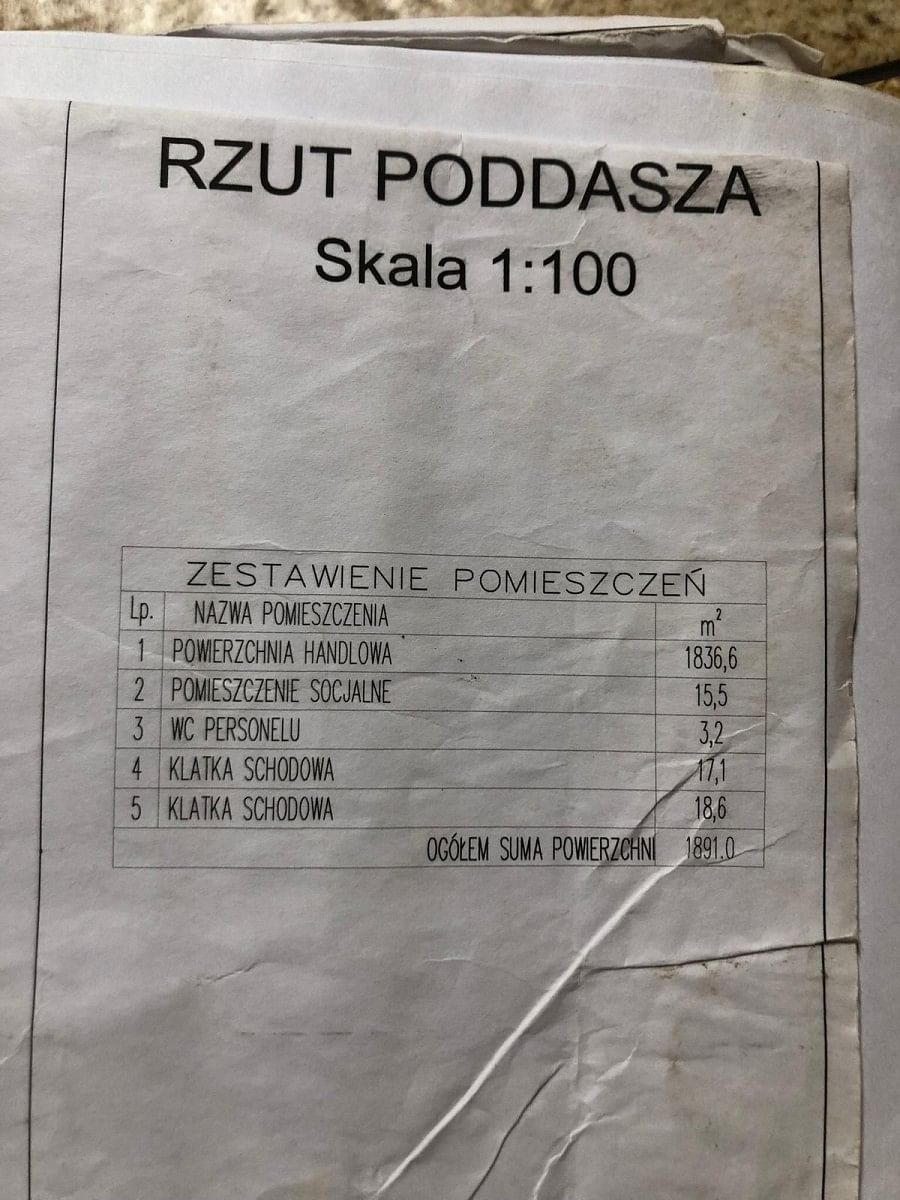 RZUT PODDASZA
Skala 1:100
ZESTAWIENIE POMIESZCZEŃ
Lp. NAZWA POMIESZCZENIA m²
1 POWIERZCHNIA HANDLOWA 1836,6
2 POMIESZCZENIE SOCJALNE 15,5
3 WC PERSONELU 3,2
4 KLATKA SCHODOWA 17,1
5 KLATKA SCHODOWA 18,6
OGÓŁEM SUMA POWIERZCHNI 1891.0